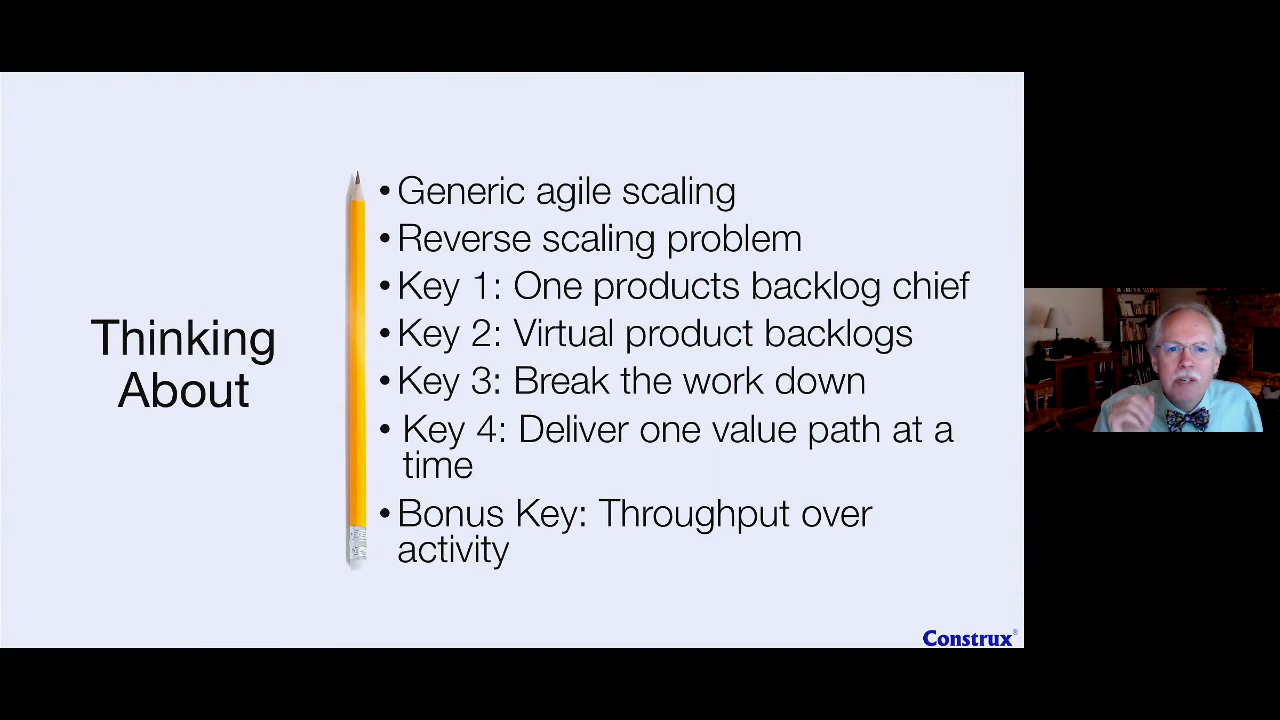 Thinking
About
• Generic agile scaling
• Reverse scaling problem
• Key 1: One products backlog chief
• Key 2: Virtual product backlogs
• Key 3: Break the work down
• Key 4: Deliver one value path at a
time
• Bonus Key: Throughput over
activity
Construx®